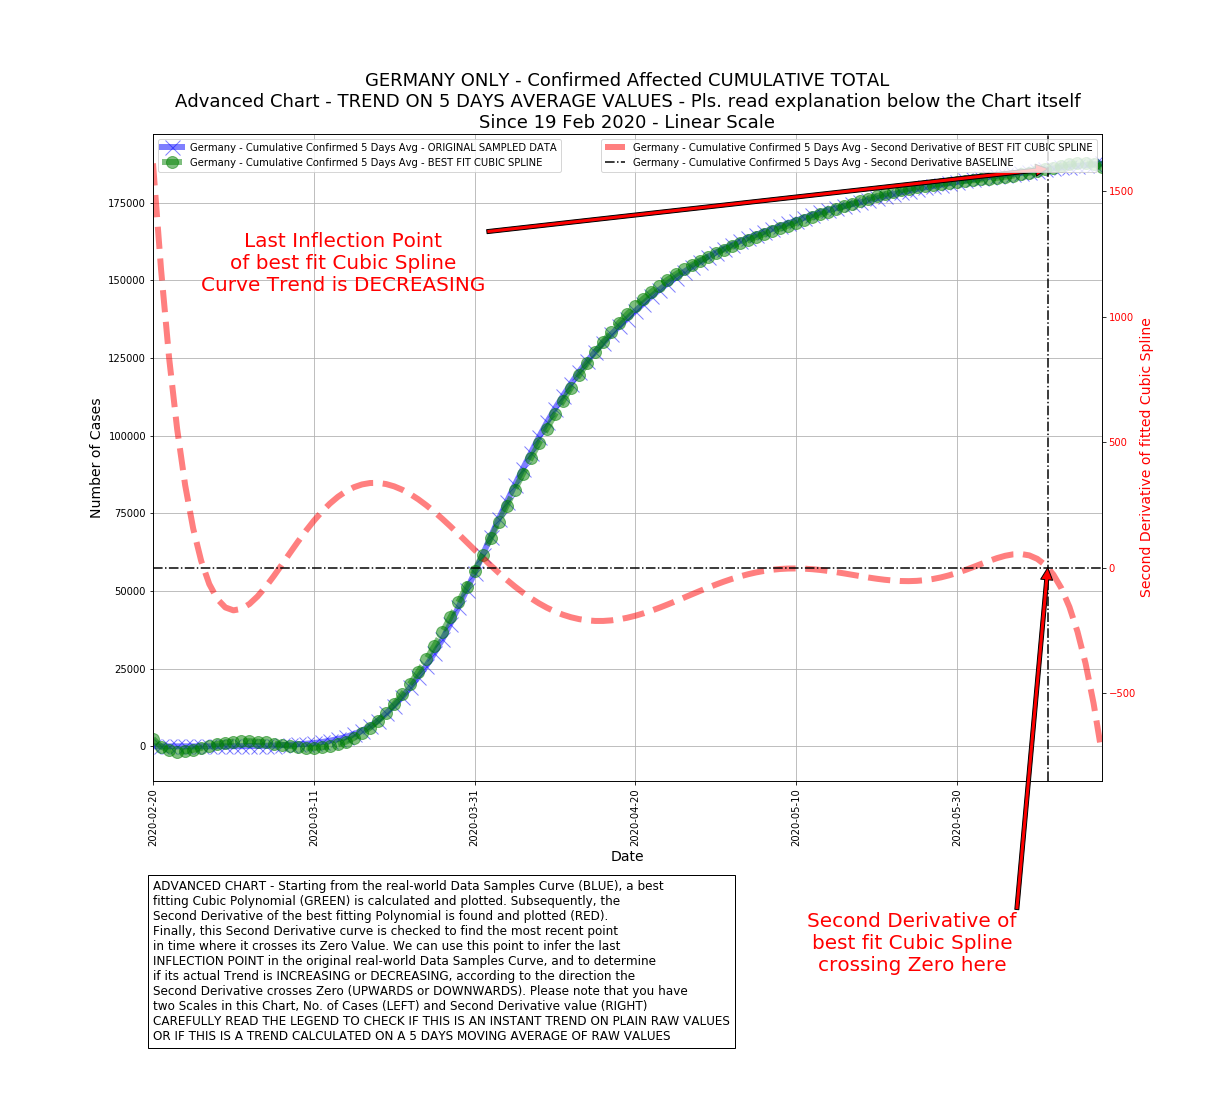 GERMANY ONLY - Confirmed Affected CUMULATIVE TOTAL
Advanced Chart - TREND ON 5 DAYS AVERAGE VALUES - Pls. read explanation below the Chart itself
Since 19 Feb 2020 - Linear Scale
Germany - Cumulative Confirmed 5 Days Avg - ORIGINAL SAMPLED DATA
Germany - Cumulative Confirmed 5 Days Avg - BEST FIT CUBIC SPLINE
Germany - Cumulative Confirmed 5 Days Avg - Second Derivative of BEST FIT CUBIC SPLINE
Germany - Cumulative Confirmed 5 Days Avg - Second Derivative BASELINE
Last Inflection Point
of best fit Cubic Spline
Curve Trend is DECREASING
Number of Cases
175000
150000
125000
100000
75000
50000
25000
0
1500
1000
500
0
−500
Second Derivative of fitted Cubic Spline
2020-02-20
2020-03-11
2020-03-31
2020-04-20
2020-05-10
2020-05-30
Date
ADVANCED CHART - Starting from the real-world Data Samples Curve (BLUE), a best
fitting Cubic Polynomial (GREEN) is calculated and plotted. Subsequently, the
Second Derivative of the best fitting Polynomial is found and plotted (RED).
Finally, this Second Derivative curve is checked to find the most recent point
in time where it crosses its Zero Value. We can use this point to infer the last
INFLECTION POINT in the original real-world Data Samples Curve, and to determine
if its actual Trend is INCREASING or DECREASING, according to the direction the
Second Derivative crosses Zero (UPWARDS or DOWNWARDS). Please note that you have
two Scales in this Chart, No. of Cases (LEFT) and Second Derivative value (RIGHT)
CAREFULLY READ THE LEGEND TO CHECK IF THIS IS AN INSTANT TREND ON PLAIN RAW VALUES
OR IF THIS IS A TREND CALCULATED ON A 5 DAYS MOVING AVERAGE OF RAW VALUES
Second Derivative of
best fit Cubic Spline
crossing Zero here